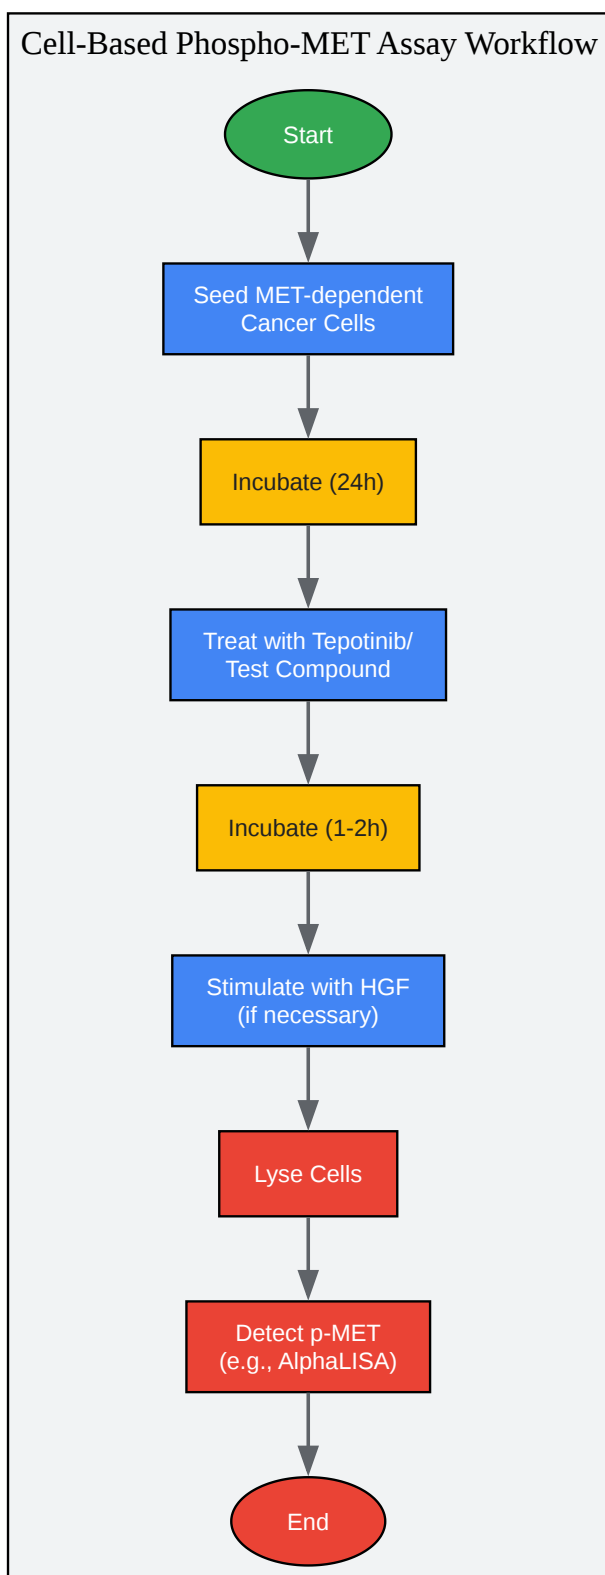 Cell-Based Phospho-MET Assay Workflow
Start
Seed MET-dependent
Cancer Cells
Incubate (24h)
Treat with Tepotinib/
Test Compound
Incubate (1-2h)
Stimulate with HGF
(if necessary)
Lyse Cells
Detect p-MET
(e.g., AlphaLISA)
End